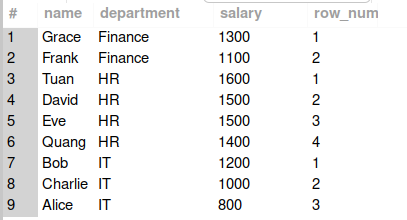 # name department salary row_num
1 Grace Finance 1300 1
2 Frank Finance 1100 2
3 Tuan HR 1600 1
4 David HR 1500 2
5 Eve HR 1500 3
6 Quang HR 1400 4
7 Bob IT 1200 1
8 Charlie IT 1000 2
9 Alice IT 800 3